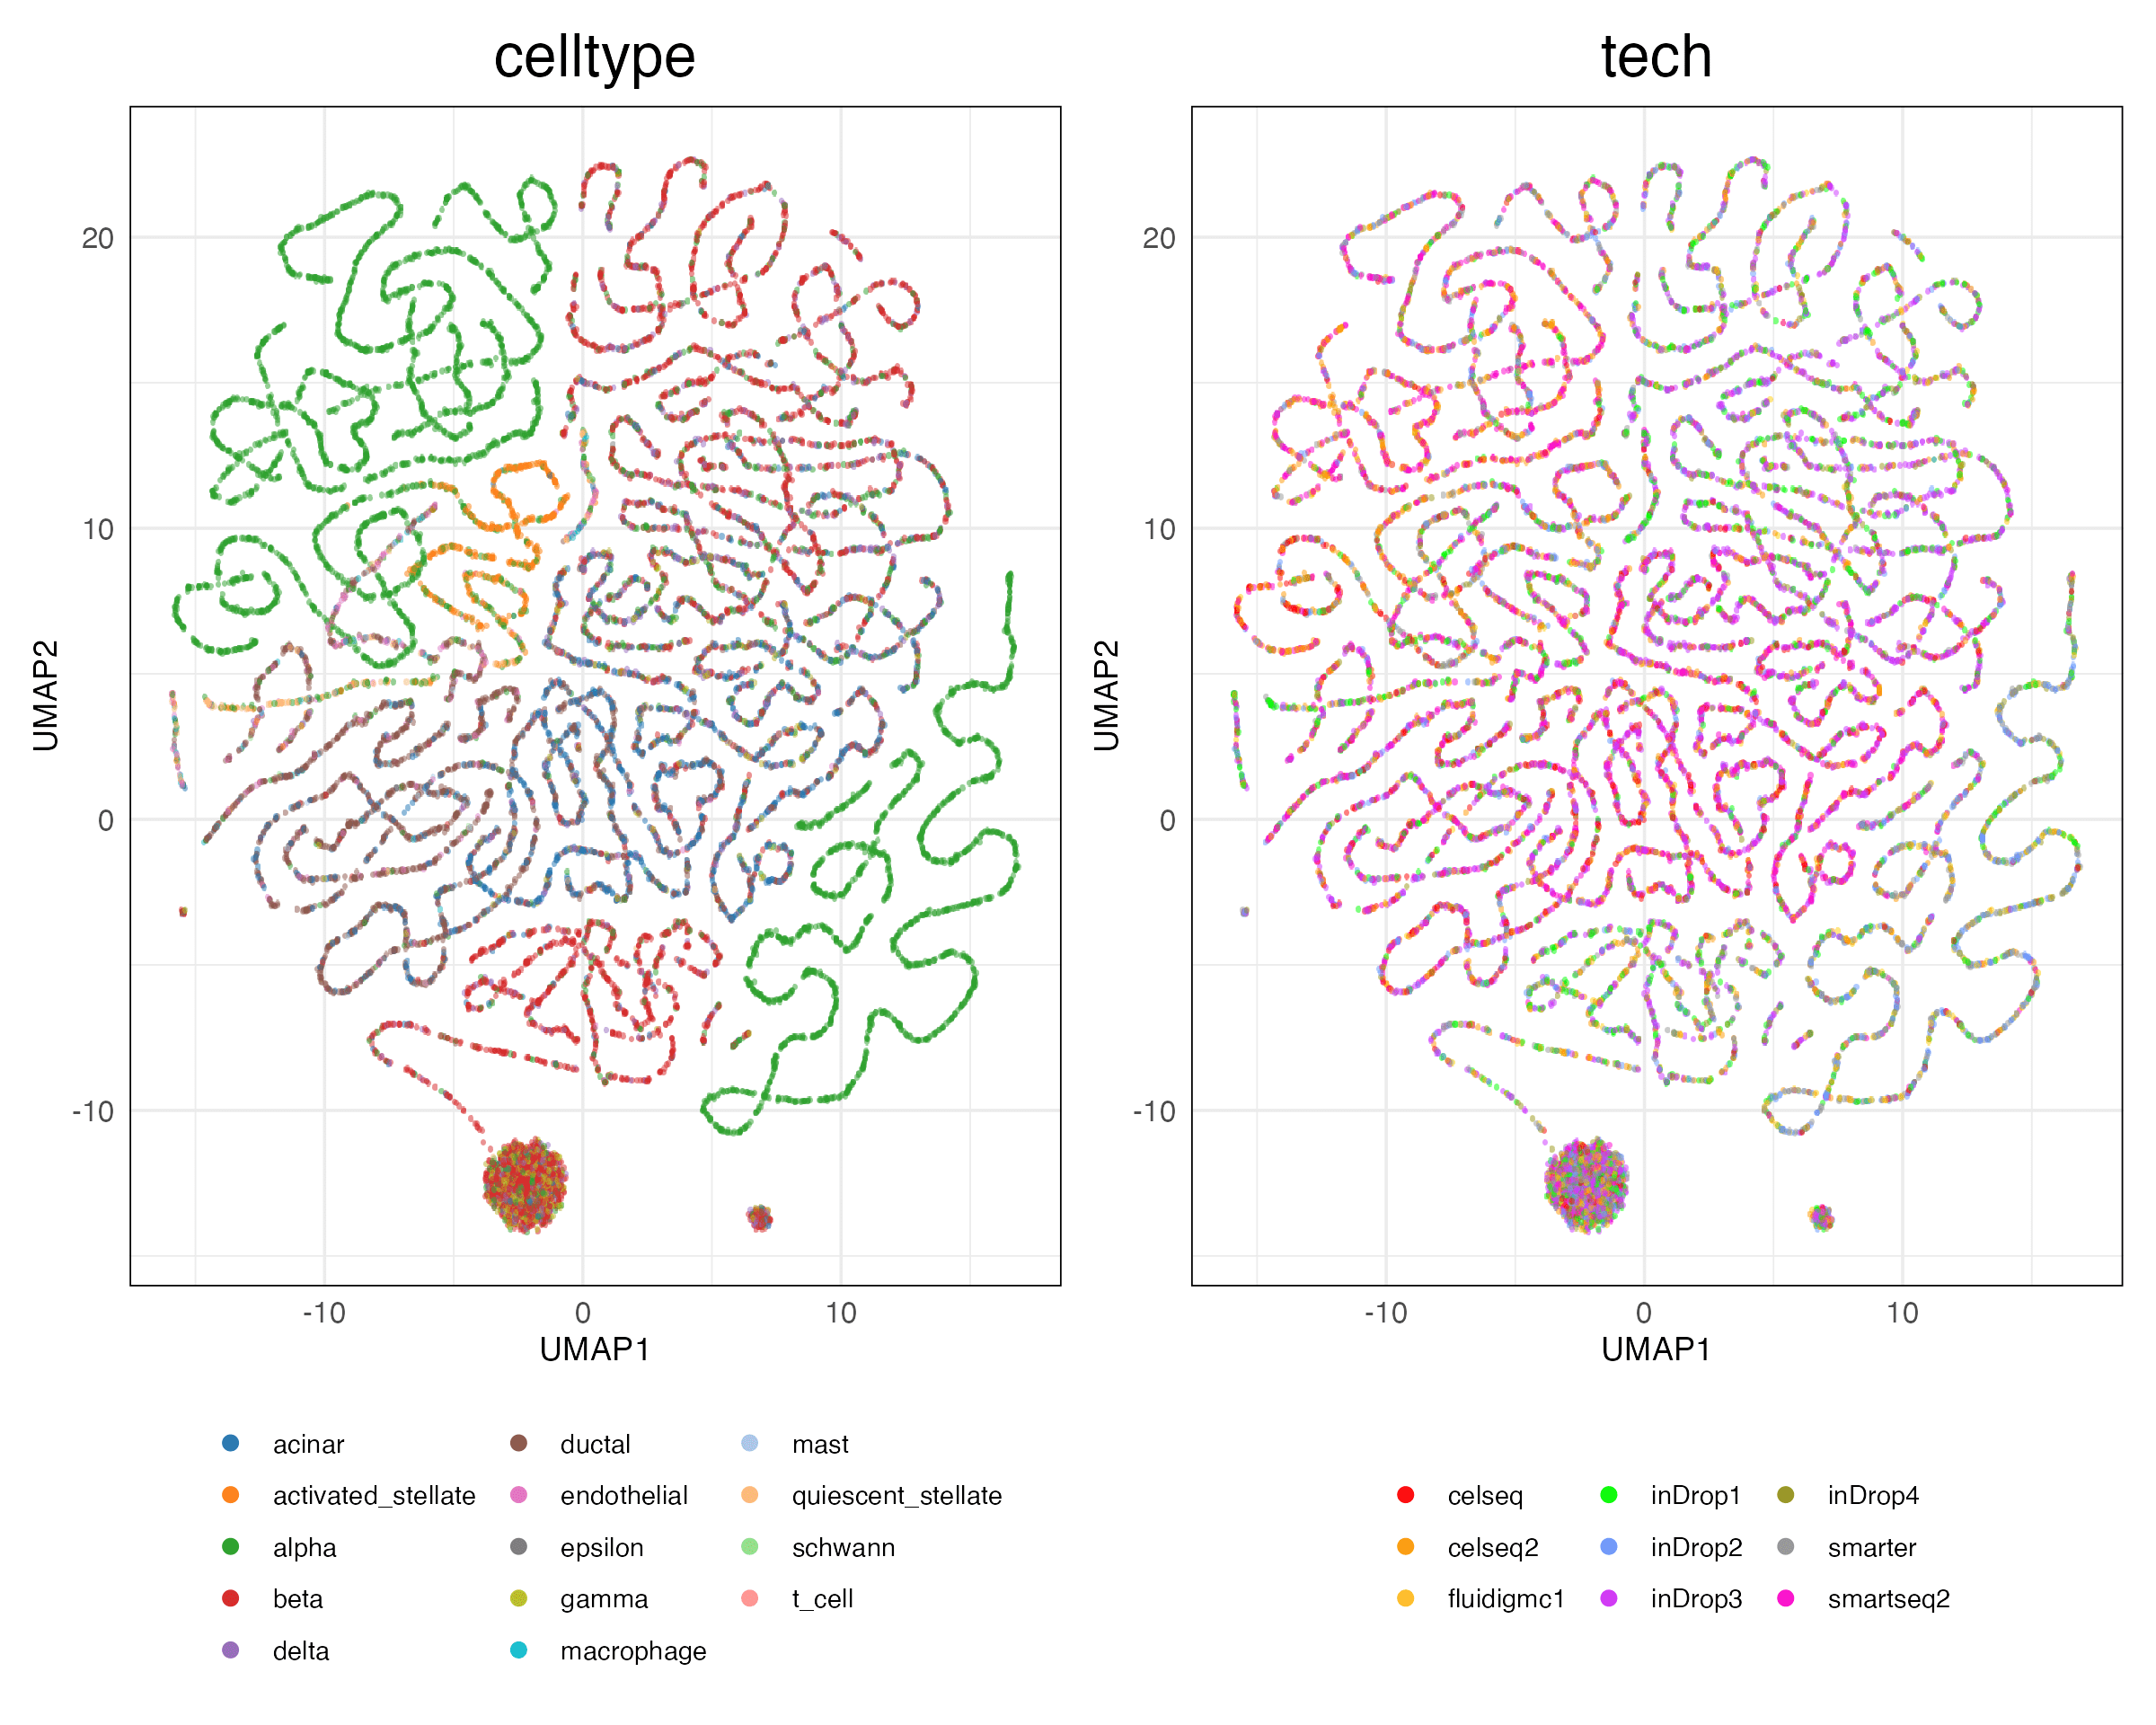 celltype
tech
20
10
0
-10
UMAP2
-10 0 10
UMAP1
20
10
0
-10
UMAP2
-10 0 10
UMAP1
acinar ductal mast
activated_stellate endothelial quiescent_stellate
alpha epsilon schwann
beta gamma t_cell
delta macrophage
celseq inDrop1 inDrop4
celseq2 inDrop2 smarter
fluidigmc1 inDrop3 smartseq2